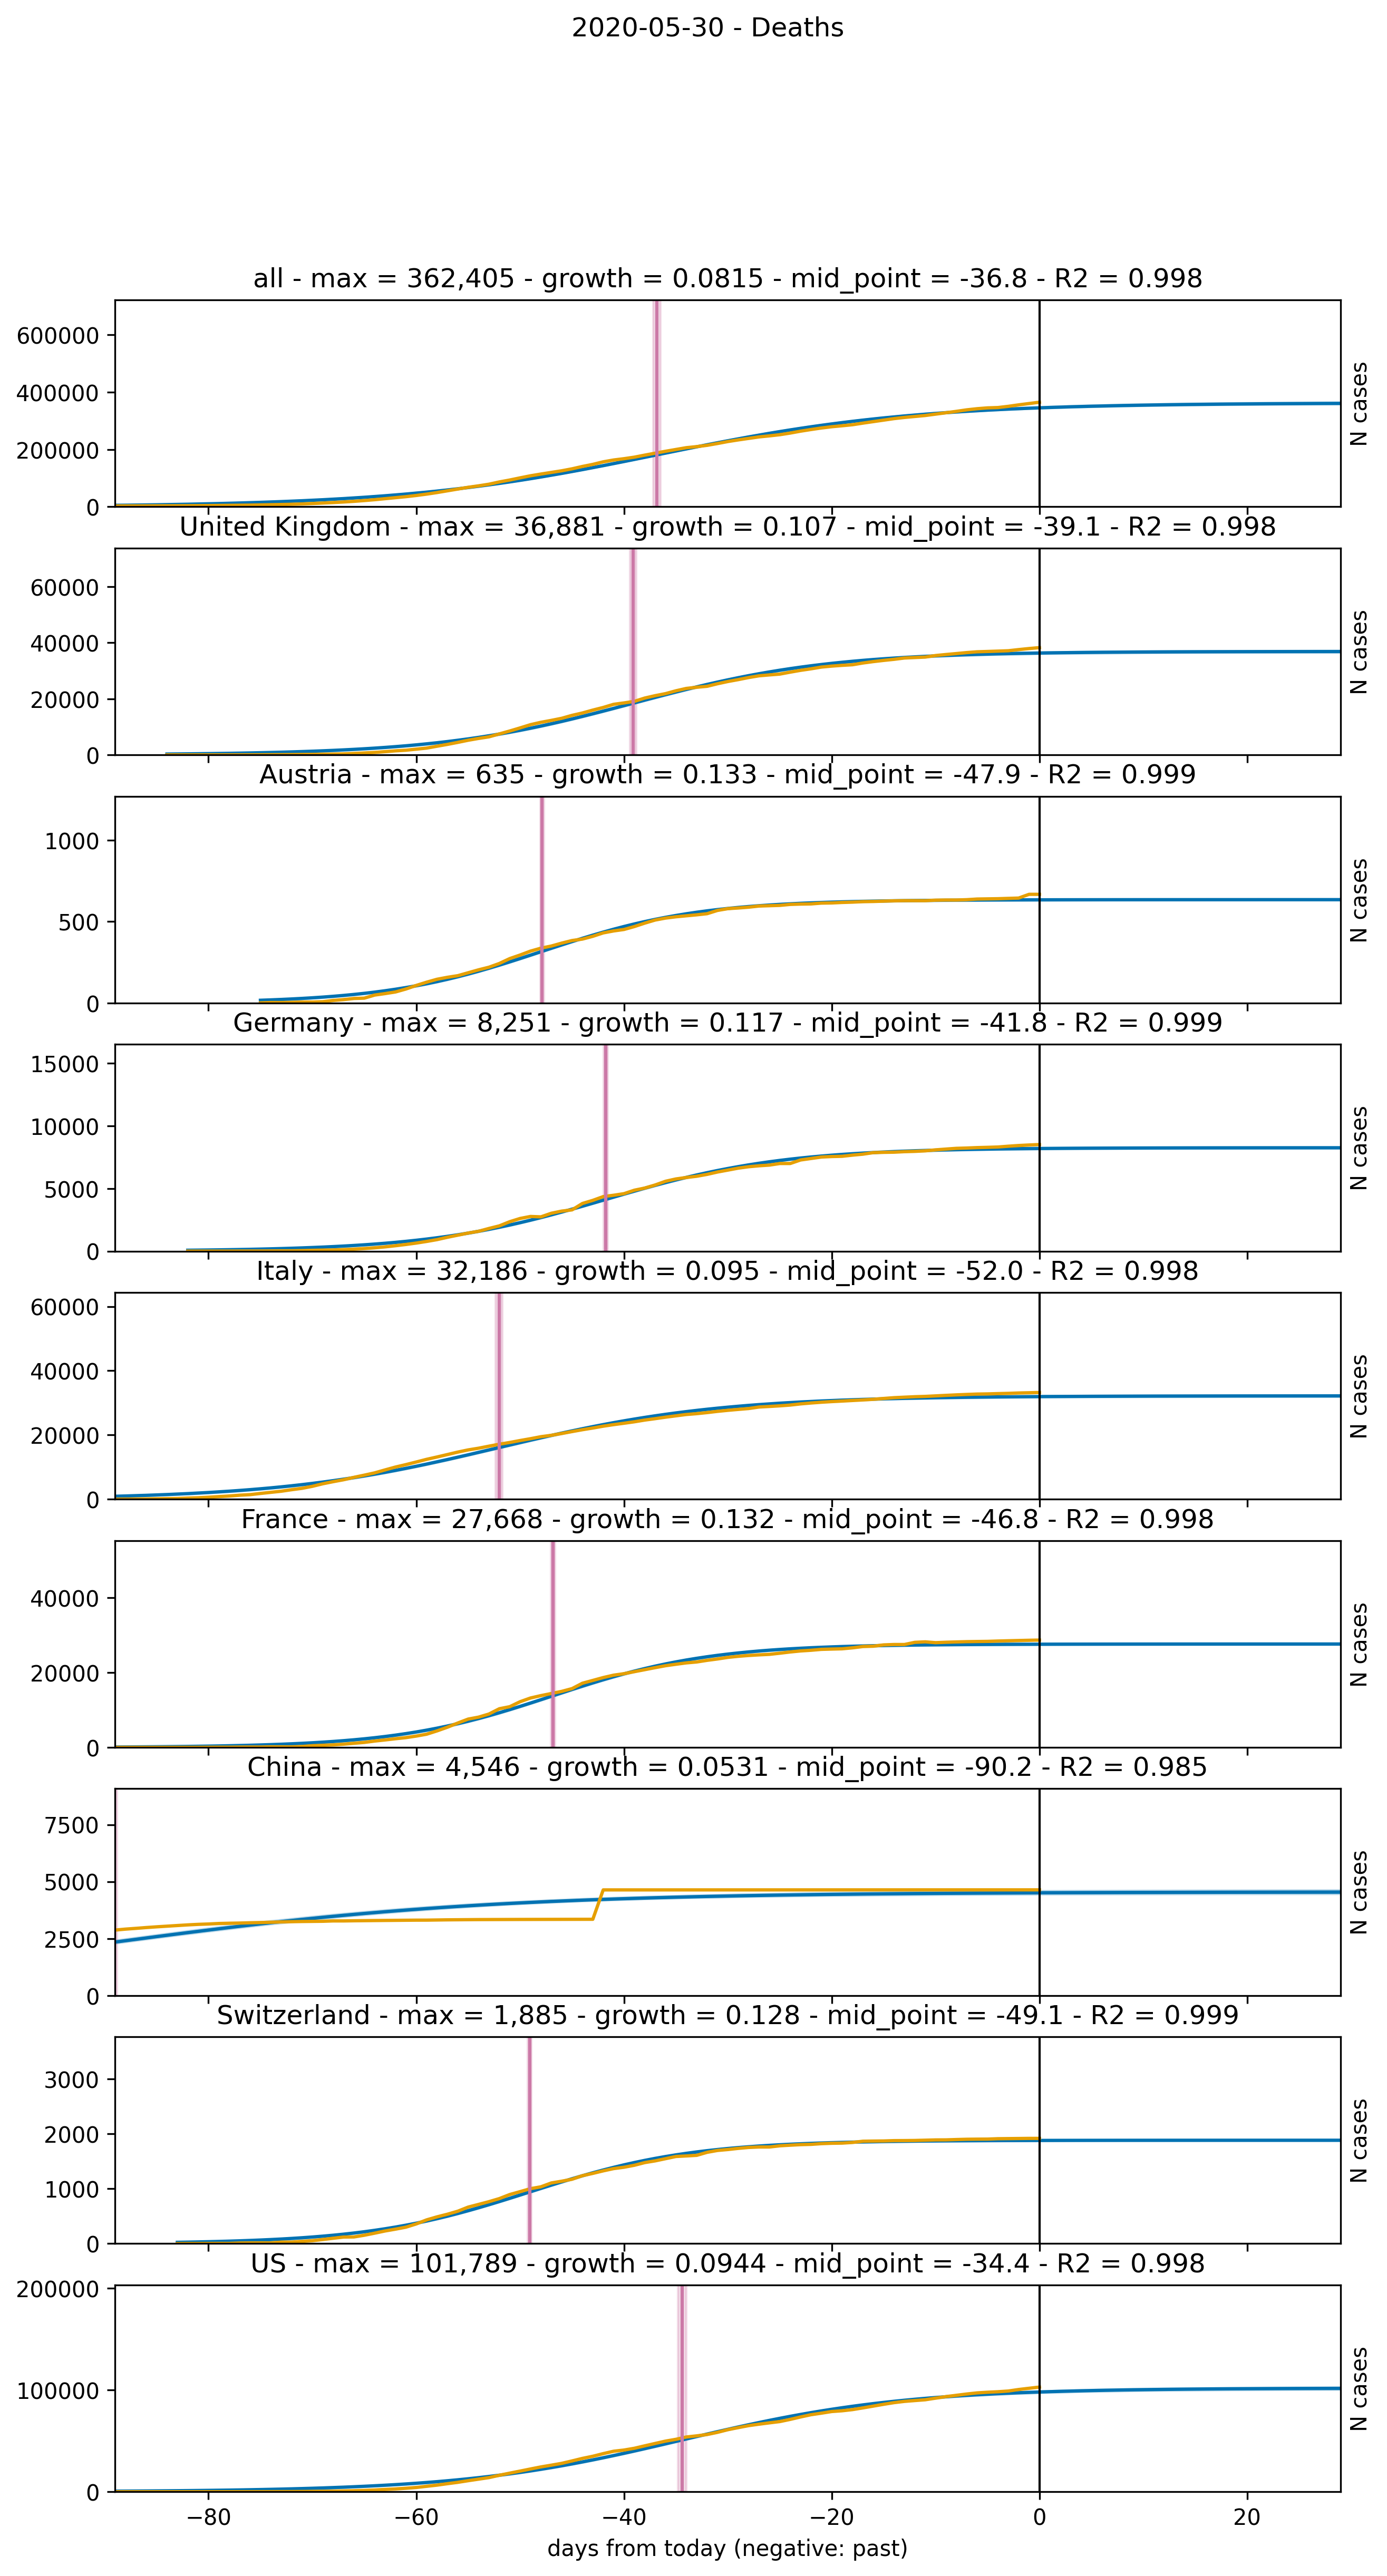 2020-05-30 - Deaths
all - max = 362,405 - growth = 0.0815 - mid_point = -36.8 - R2 = 0.998
600000
400000
200000
0
N cases
United Kingdom - max = 36,881 - growth = 0.107 - mid_point = -39.1 - R2 = 0.998
60000
40000
20000
0
N cases
Austria - max = 635 - growth = 0.133 - mid_point = -47.9 - R2 = 0.999
1000
500
0
N cases
Germany - max = 8,251 - growth = 0.117 - mid_point = -41.8 - R2 = 0.999
15000
10000
5000
0
N cases
Italy - max = 32,186 - growth = 0.095 - mid_point = -52.0 - R2 = 0.998
60000
40000
20000
0
N cases
France - max = 27,668 - growth = 0.132 - mid_point = -46.8 - R2 = 0.998
40000
20000
0
N cases
China - max = 4,546 - growth = 0.0531 - mid_point = -90.2 - R2 = 0.985
7500
5000
2500
0
N cases
Switzerland - max = 1,885 - growth = 0.128 - mid_point = -49.1 - R2 = 0.999
3000
2000
1000
0
N cases
US - max = 101,789 - growth = 0.0944 - mid_point = -34.4 - R2 = 0.998
200000
100000
0
N cases
−80 −60 −40 −20 0 20
days from today (negative: past)